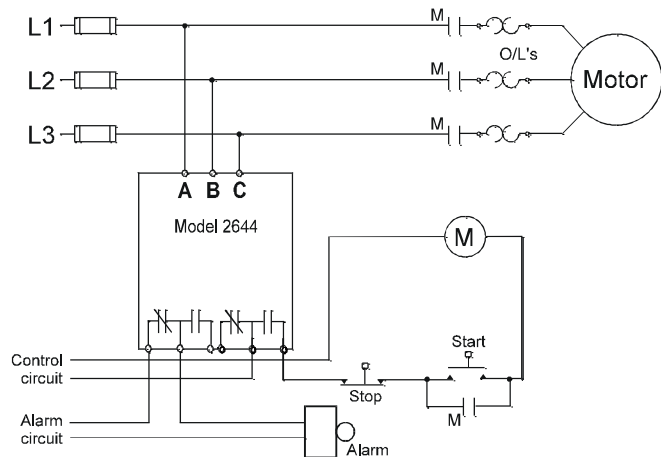 L1
M
O/L's
L2
M
Motor
L3
M
A B C
Model 2644
M
Control
circuit
Start
Stop
M
Alarm
circuit
Alarm